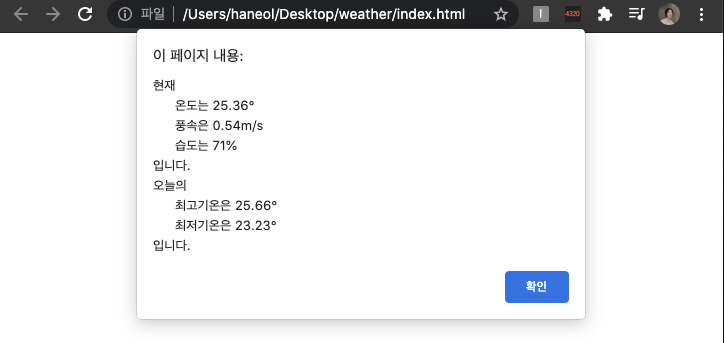 파일 /Users/haneol/Desktop/weather/index.html 4320
이 페이지 내용:
현재
온도는 25.36°
풍속은 0.54m/s
습도는 71%
입니다.
오늘의
최고기온은 25.66°
최저기온은 23.23°
입니다.
확인